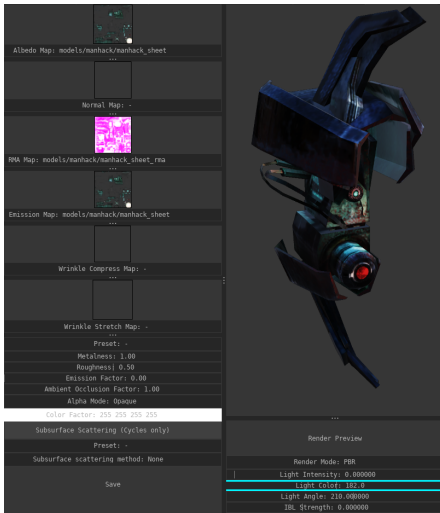 Albedo Map: models/manhack/manhack_sheet
Normal Map: -
RMA Map: models/manhack/manhack_sheet_rma
Emission Map: models/manhack/manhack_sheet
Wrinkle Compress Map: -
Wrinkle Stretch Map: -
Preset: -
Metalness: 1.00
Roughness: 0.50
Emission Factor: 0.00
Ambient Occlusion Factor: 1.00
Alpha Mode: Opaque
Color Factor: 255 255 255 255
Subsurface Scattering (Cycles only)
Preset: -
Subsurface scattering method: None
Save
Render Preview
Render Mode: PBR
Light Intensity: 0.000000
Light Color: 182.0
Light Angle: 210.000000
IBL Strength: 0.000000